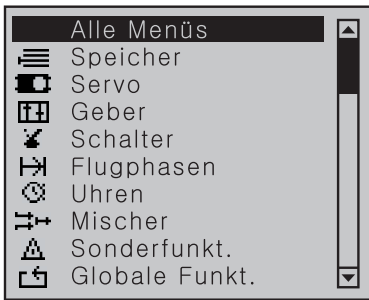 Alle Menüs
Speicher
Servo
Geber
Schalter
Flugphasen
Uhren
Mischer
Sonderfunkt.
Globale Funkt.